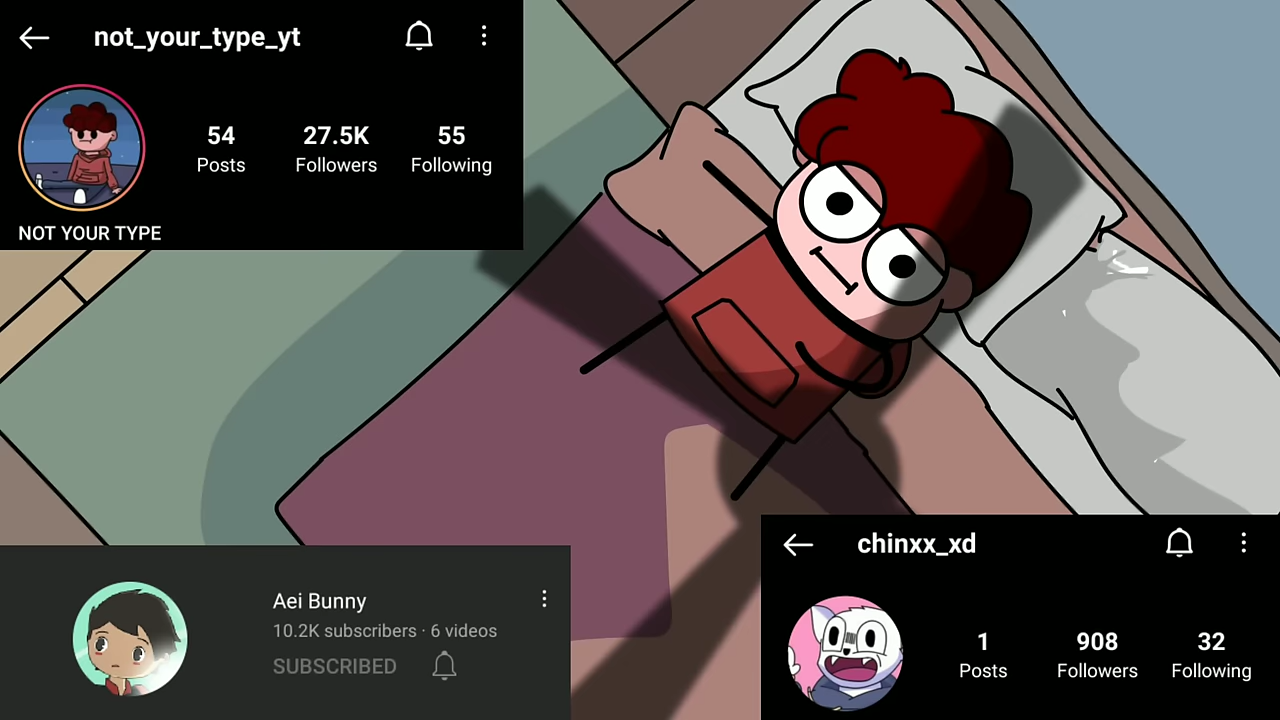 not_your_type_yt
54 27.5K 55
Posts Followers Following
NOT YOUR TYPE
Aei Bunny
10.2K subscribers · 6 videos
SUBSCRIBED
chinxx_xd
1 908 32
Posts Followers Following